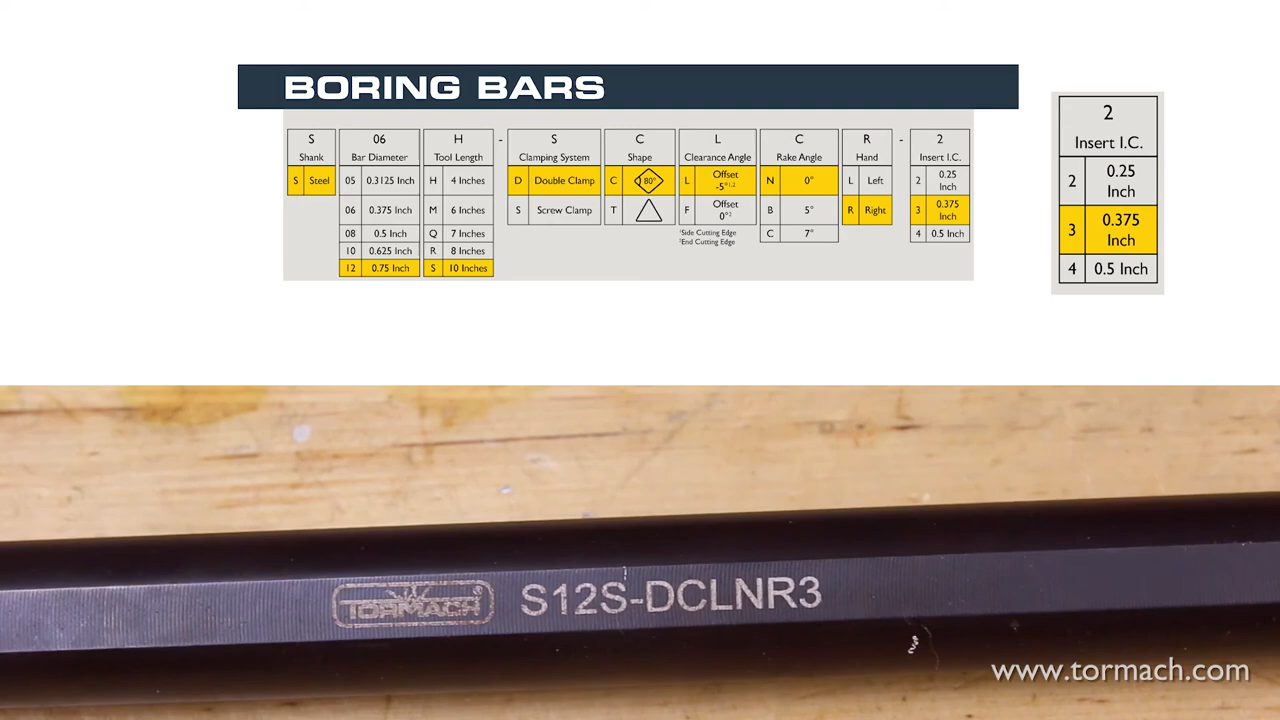 BORING BARS
S 06 H - S C L C R - 2
Shank Bar Diameter Tool Length Clamping System Shape Clearance Angle Rake Angle Hand Insert I.C.
S Steel 05 0.3125 Inch H 4 Inches D Double Clamp C 80° L Offset -5°¹·² N 0° L Left 2 0.25 Inch
06 0.375 Inch M 6 Inches S Screw Clamp T F Offset 0°² B 5° R Right 3 0.375 Inch
08 0.5 Inch Q 7 Inches ¹Side Cutting Edge C 7° 4 0.5 Inch
²End Cutting Edge
10 0.625 Inch R 8 Inches
12 0.75 Inch S 10 Inches
2
Insert I.C.
2 0.25 Inch
3 0.375 Inch
4 0.5 Inch
TORMACH S12S-DCLNR3
www.tormach.com